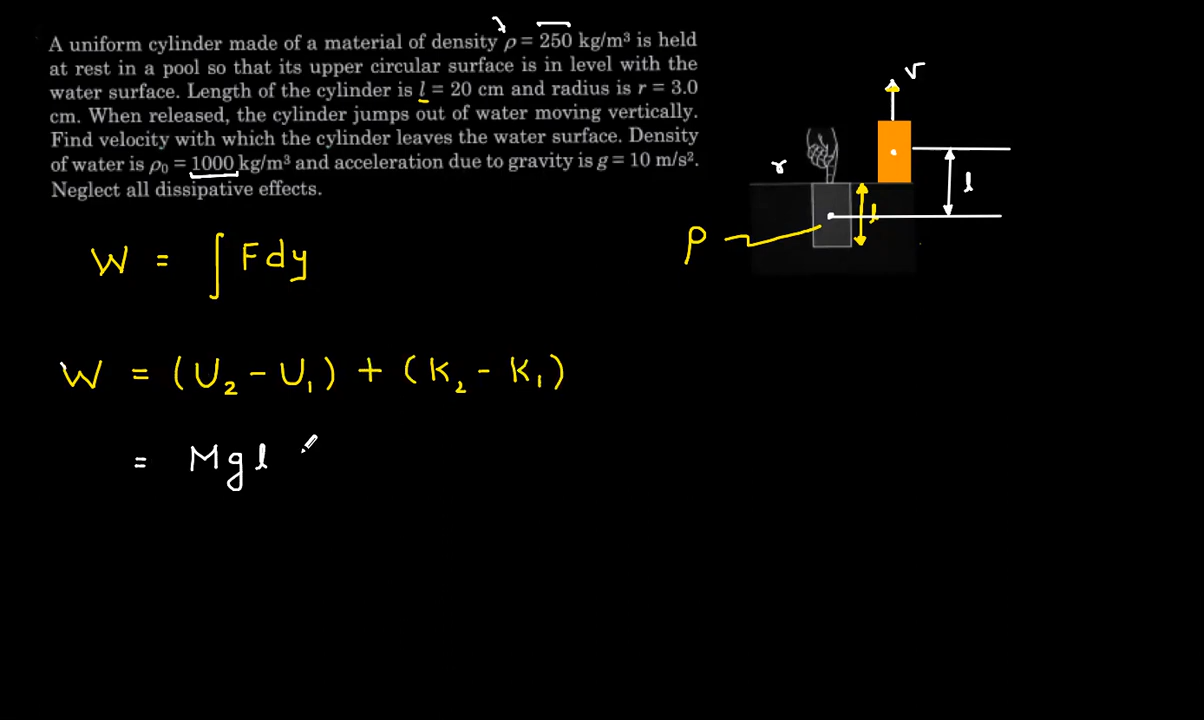 A uniform cylinder made of a material of density ρ = 250 kg/m³ is held
at rest in a pool so that its upper circular surface is in level with the
water surface. Length of the cylinder is l = 20 cm and radius is r = 3.0
cm. When released, the cylinder jumps out of water moving vertically.
Find velocity with which the cylinder leaves the water surface. Density
of water is ρ₀ = 1000 kg/m³ and acceleration due to gravity is g = 10 m/s².
Neglect all dissipative effects.
v
r
l
l
ρ
W = ∫ F dy
W = (U₂ - U₁) + (K₂ - K₁)
= Mgl